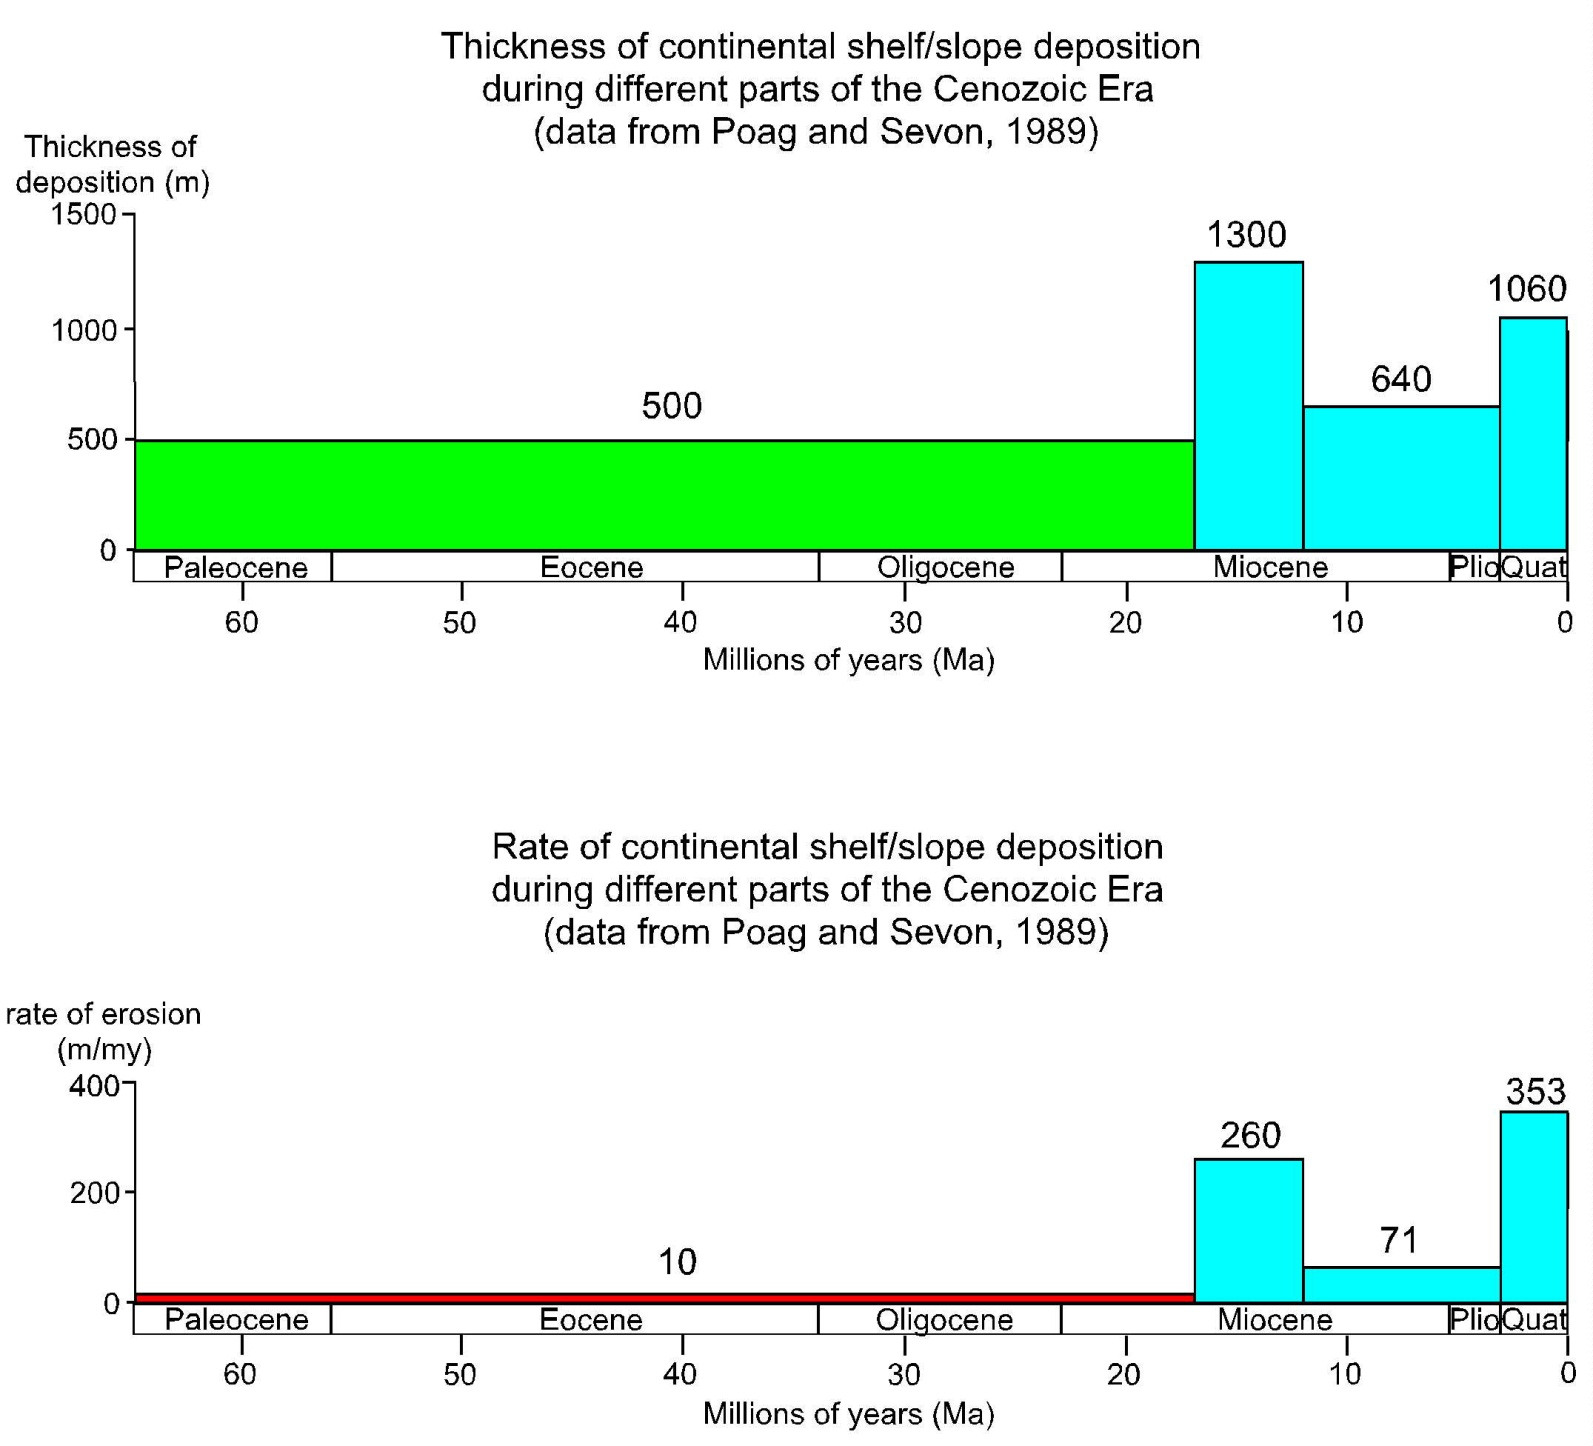 Thickness of continental shelf/slope deposition
during different parts of the Cenozoic Era
(data from Poag and Sevon, 1989)
Thickness of
deposition (m)
1500
1300
1060
1000
640
500
500
0
Paleocene Eocene Oligocene Miocene Plio Quat
60 50 40 30 20 10 0
Millions of years (Ma)
Rate of continental shelf/slope deposition
during different parts of the Cenozoic Era
(data from Poag and Sevon, 1989)
rate of erosion
(m/my)
400
353
260
200
71
10
0
Paleocene Eocene Oligocene Miocene Plio Quat
60 50 40 30 20 10 0
Millions of years (Ma)